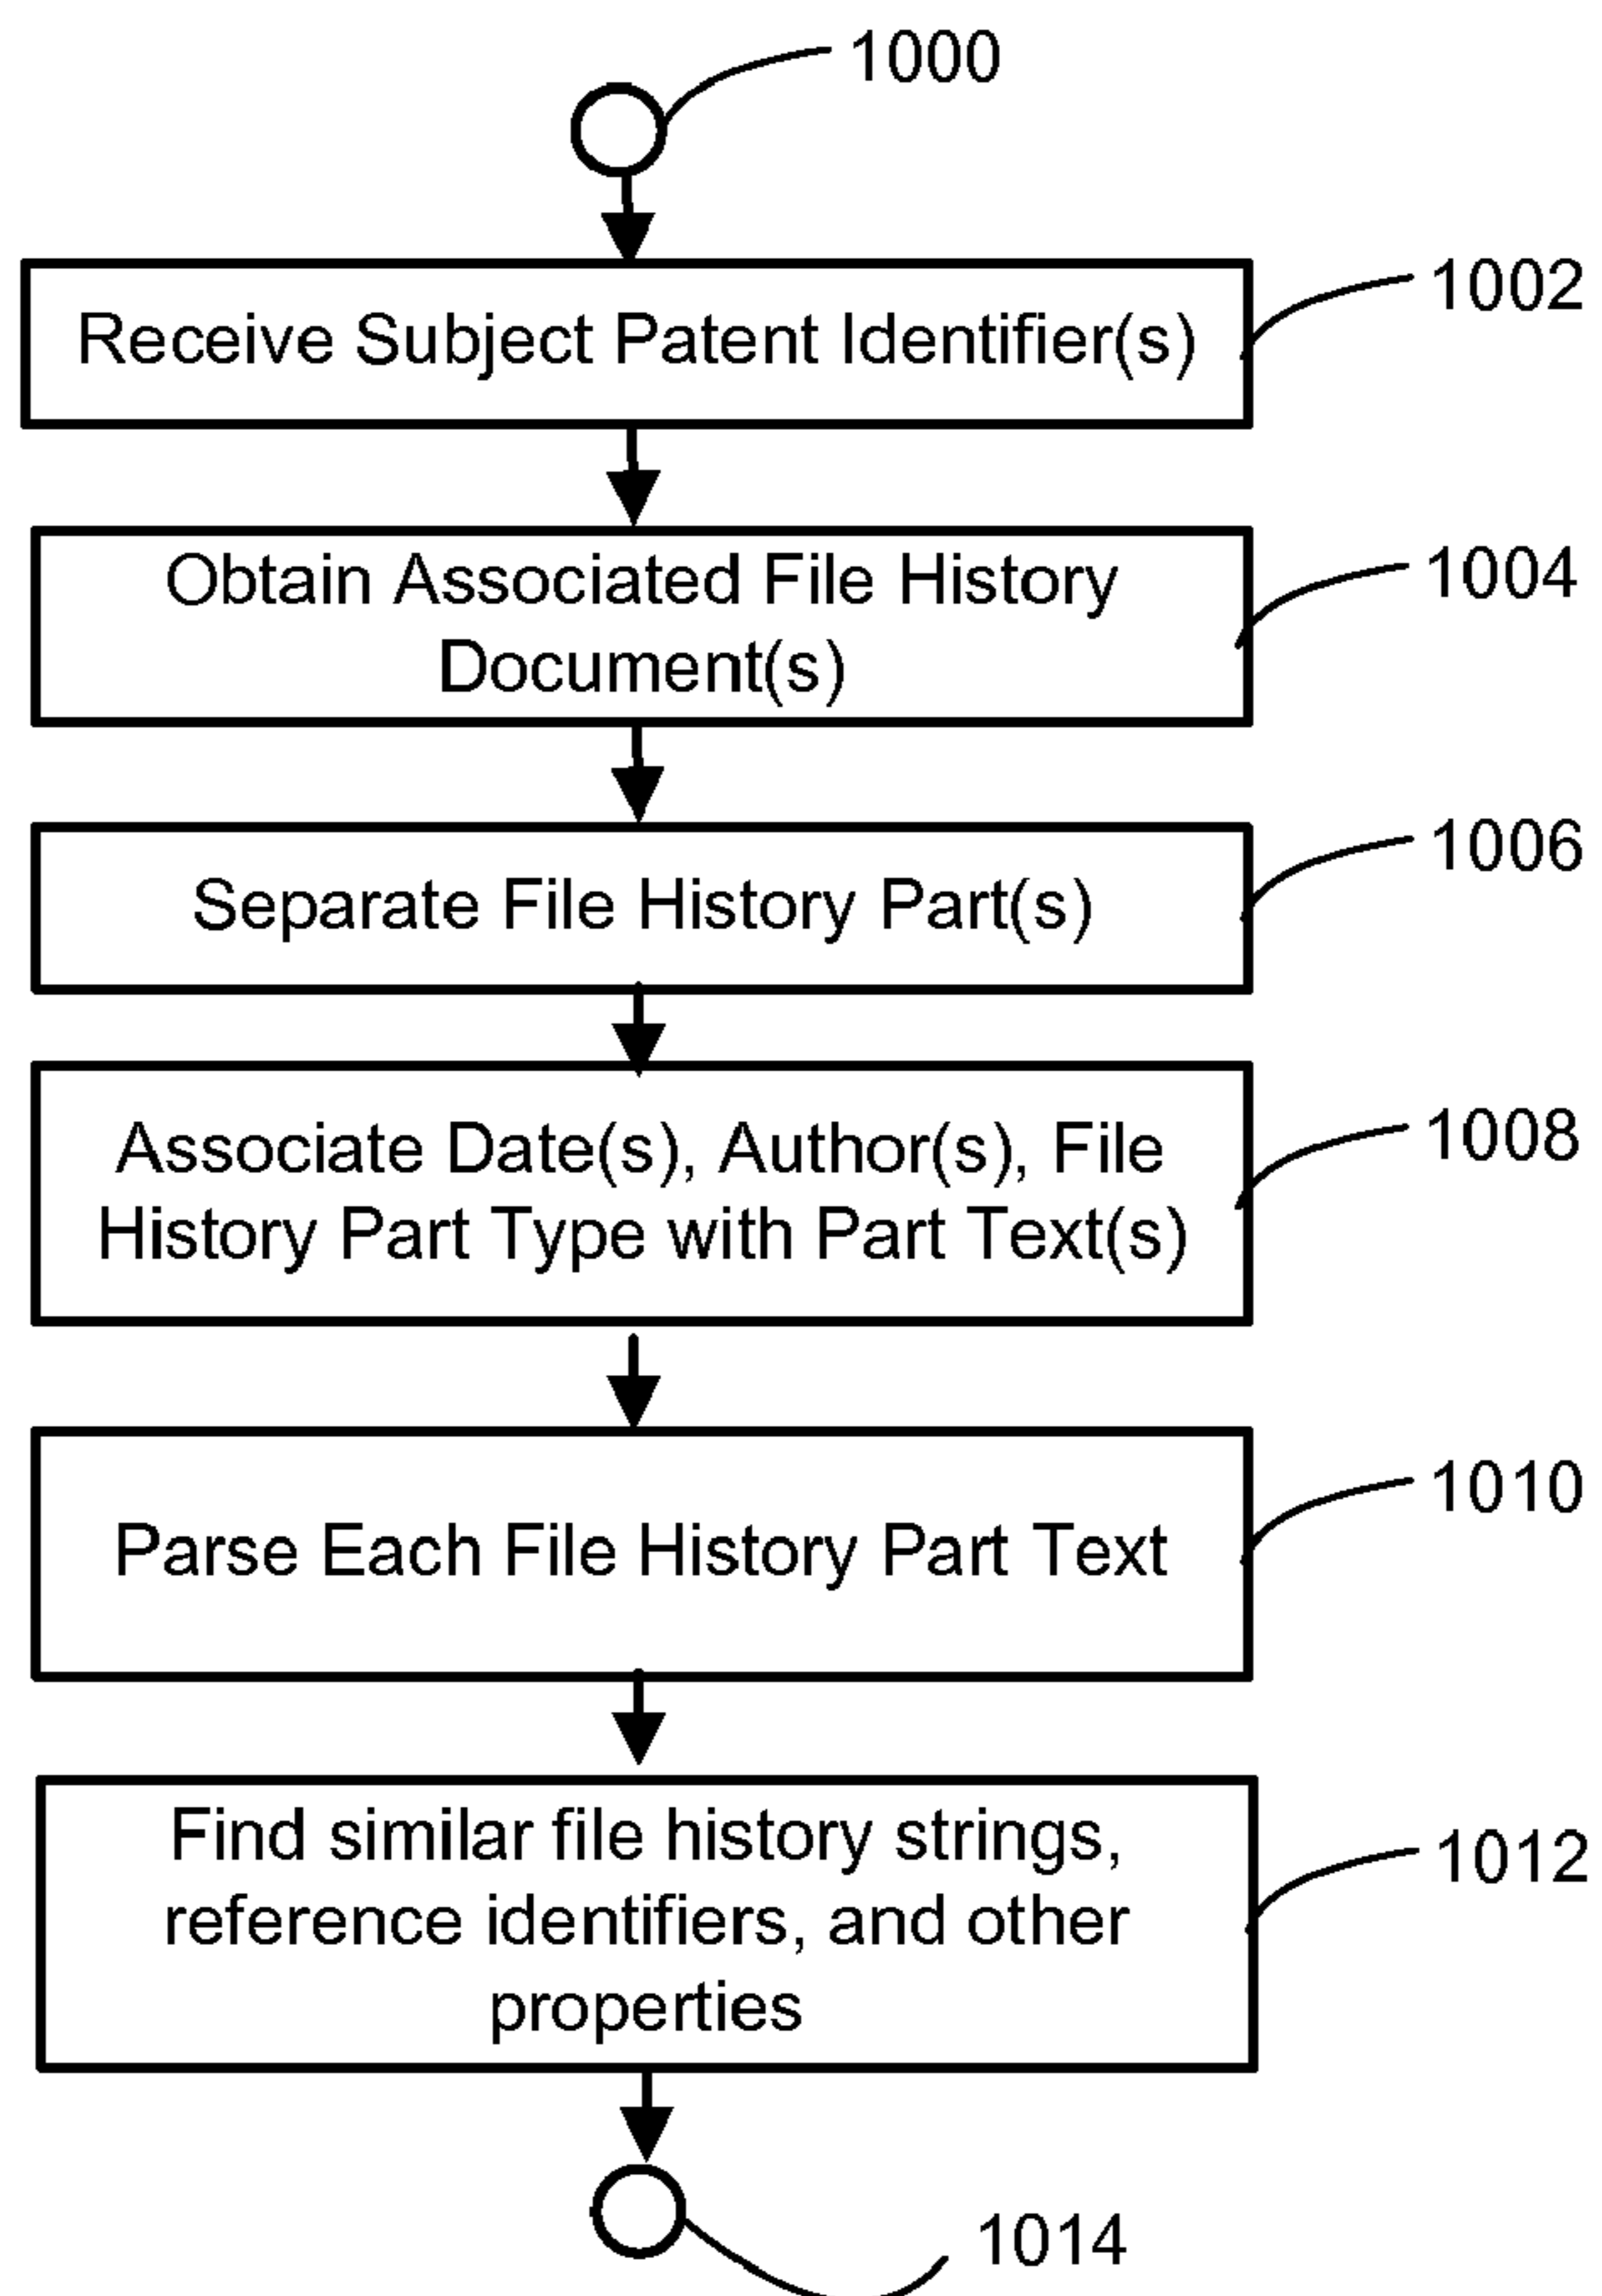 1000
Receive Subject Patent Identifier(s)
1002
Obtain Associated File History
Document(s)
1004
Separate File History Part(s)
1006
Associate Date(s), Author(s), File
History Part Type with Part Text(s)
1008
Parse Each File History Part Text
1010
Find similar file history strings,
reference identifiers, and other
properties
1012
1014